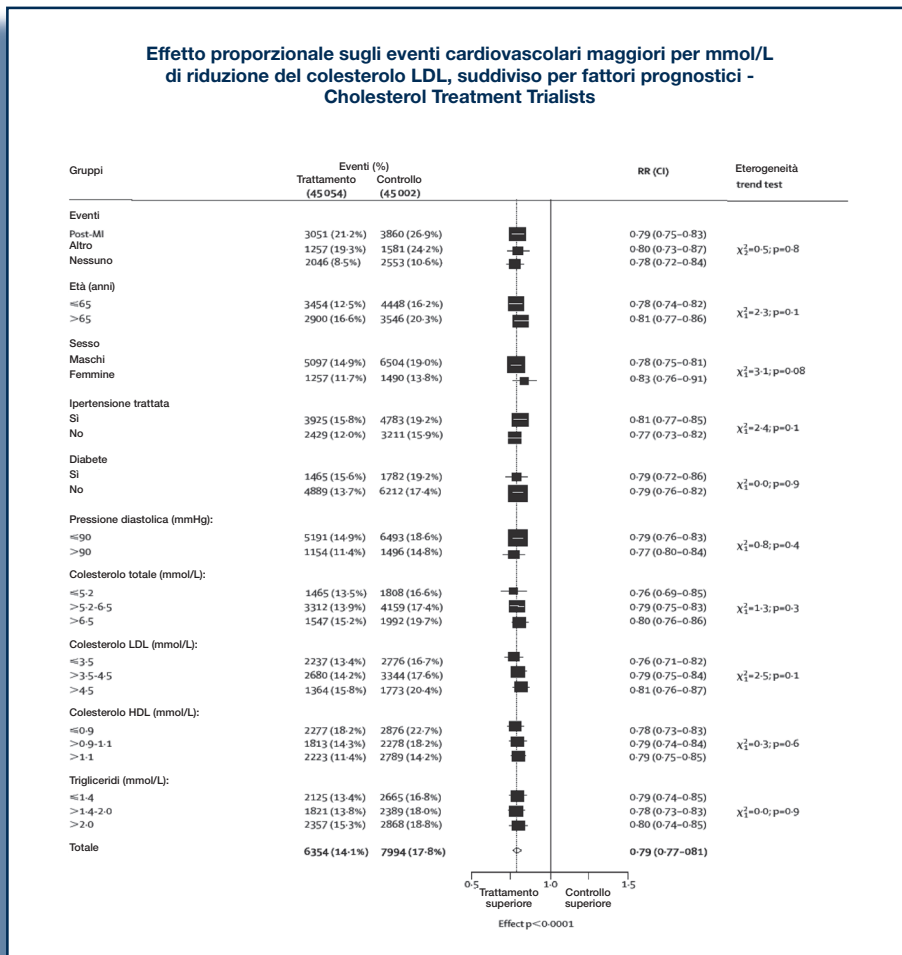 Effetto proporzionale sugli eventi cardiovascolari maggiori per mmol/L
di riduzione del colesterolo LDL, suddiviso per fattori prognostici -
Cholesterol Treatment Trialists
Gruppi Eventi (%) RR (CI) Eterogeneità
Trattamento Controllo trend test
(45 054) (45 002)
Eventi
Post-MI 3051 (21·2%) 3860 (26·9%) 0·79 (0·75–0·83)
Altro 1257 (19·3%) 1581 (24·2%) 0·80 (0·73–0·87) χ²₂=0·5; p=0·8
Nessuno 2046 (8·5%) 2553 (10·6%) 0·78 (0·72–0·84)
Età (anni)
≤65 3454 (12·5%) 4448 (16·2%) 0·78 (0·74–0·82)
>65 2900 (16·6%) 3546 (20·3%) 0·81 (0·77–0·86) χ²₁=2·3; p=0·1
Sesso
Maschi 5097 (14·9%) 6504 (19·0%) 0·78 (0·75–0·81)
Femmine 1257 (11·7%) 1490 (13·8%) 0·83 (0·76–0·91) χ²₁=3·1; p=0·08
Ipertensione trattata
Sì 3925 (15·8%) 4783 (19·2%) 0·81 (0·77–0·85)
No 2429 (12·0%) 3211 (15·9%) 0·77 (0·73–0·82) χ²₁=2·4; p=0·1
Diabete
Sì 1465 (15·6%) 1782 (19·2%) 0·79 (0·72–0·86)
No 4889 (13·7%) 6212 (17·4%) 0·79 (0·76–0·82) χ²₁=0·0; p=0·9
Pressione diastolica (mmHg):
≤90 5191 (14·9%) 6493 (18·6%) 0·79 (0·76–0·83)
>90 1154 (11·4%) 1496 (14·8%) 0·77 (0·80–0·84) χ²₁=0·8; p=0·4
Colesterolo totale (mmol/L):
≤5·2 1465 (13·5%) 1808 (16·6%) 0·76 (0·69–0·85)
>5·2-6·5 3312 (13·9%) 4159 (17·4%) 0·79 (0·75–0·83) χ²₁=1·3; p=0·3
>6·5 1547 (15·2%) 1992 (19·7%) 0·80 (0·76–0·86)
Colesterolo LDL (mmol/L):
≤3·5 2237 (13·4%) 2776 (16·7%) 0·76 (0·71–0·82)
>3·5-4·5 2680 (14·2%) 3344 (17·6%) 0·79 (0·75–0·84) χ²₁=2·5; p=0·1
>4·5 1364 (15·8%) 1773 (20·4%) 0·81 (0·76–0·87)
Colesterolo HDL (mmol/L):
≤0·9 2277 (18·2%) 2876 (22·7%) 0·78 (0·73–0·83)
>0·9-1·1 1813 (14·3%) 2278 (18·2%) 0·79 (0·74–0·84) χ²₁=0·3; p=0·6
>1·1 2223 (11·4%) 2789 (14·2%) 0·79 (0·75–0·85)
Trigliceridi (mmol/L):
≤1·4 2125 (13·4%) 2665 (16·8%) 0·79 (0·74–0·85)
>1·4-2·0 1821 (13·8%) 2389 (18·0%) 0·78 (0·73–0·83) χ²₁=0·0; p=0·9
>2·0 2357 (15·3%) 2868 (18·8%) 0·80 (0·74–0·85)
Totale 6354 (14·1%) 7994 (17·8%) 0·79 (0·77–081)
0·5 1·0 1·5
Trattamento Controllo
superiore superiore
Effect p<0·0001